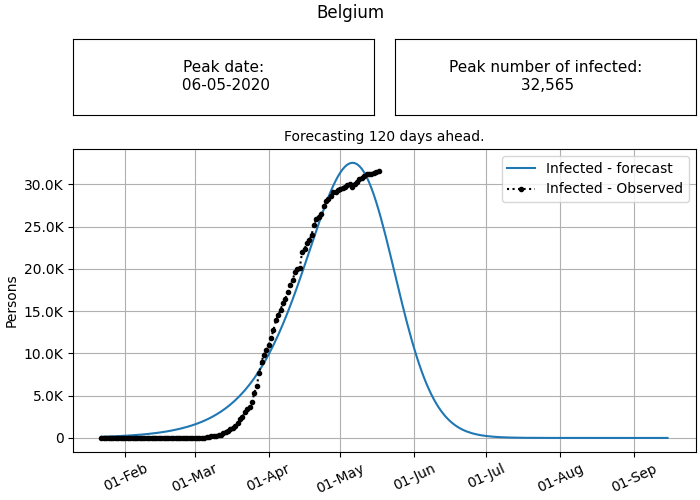 Belgium
Peak date:
06-05-2020
Peak number of infected:
32,565
Forecasting 120 days ahead.
Infected - forecast
Infected - Observed
Persons
30.0K
25.0K
20.0K
15.0K
10.0K
5.0K
0
01-Feb
01-Mar
01-Apr
01-May
01-Jun
01-Jul
01-Aug
01-Sep